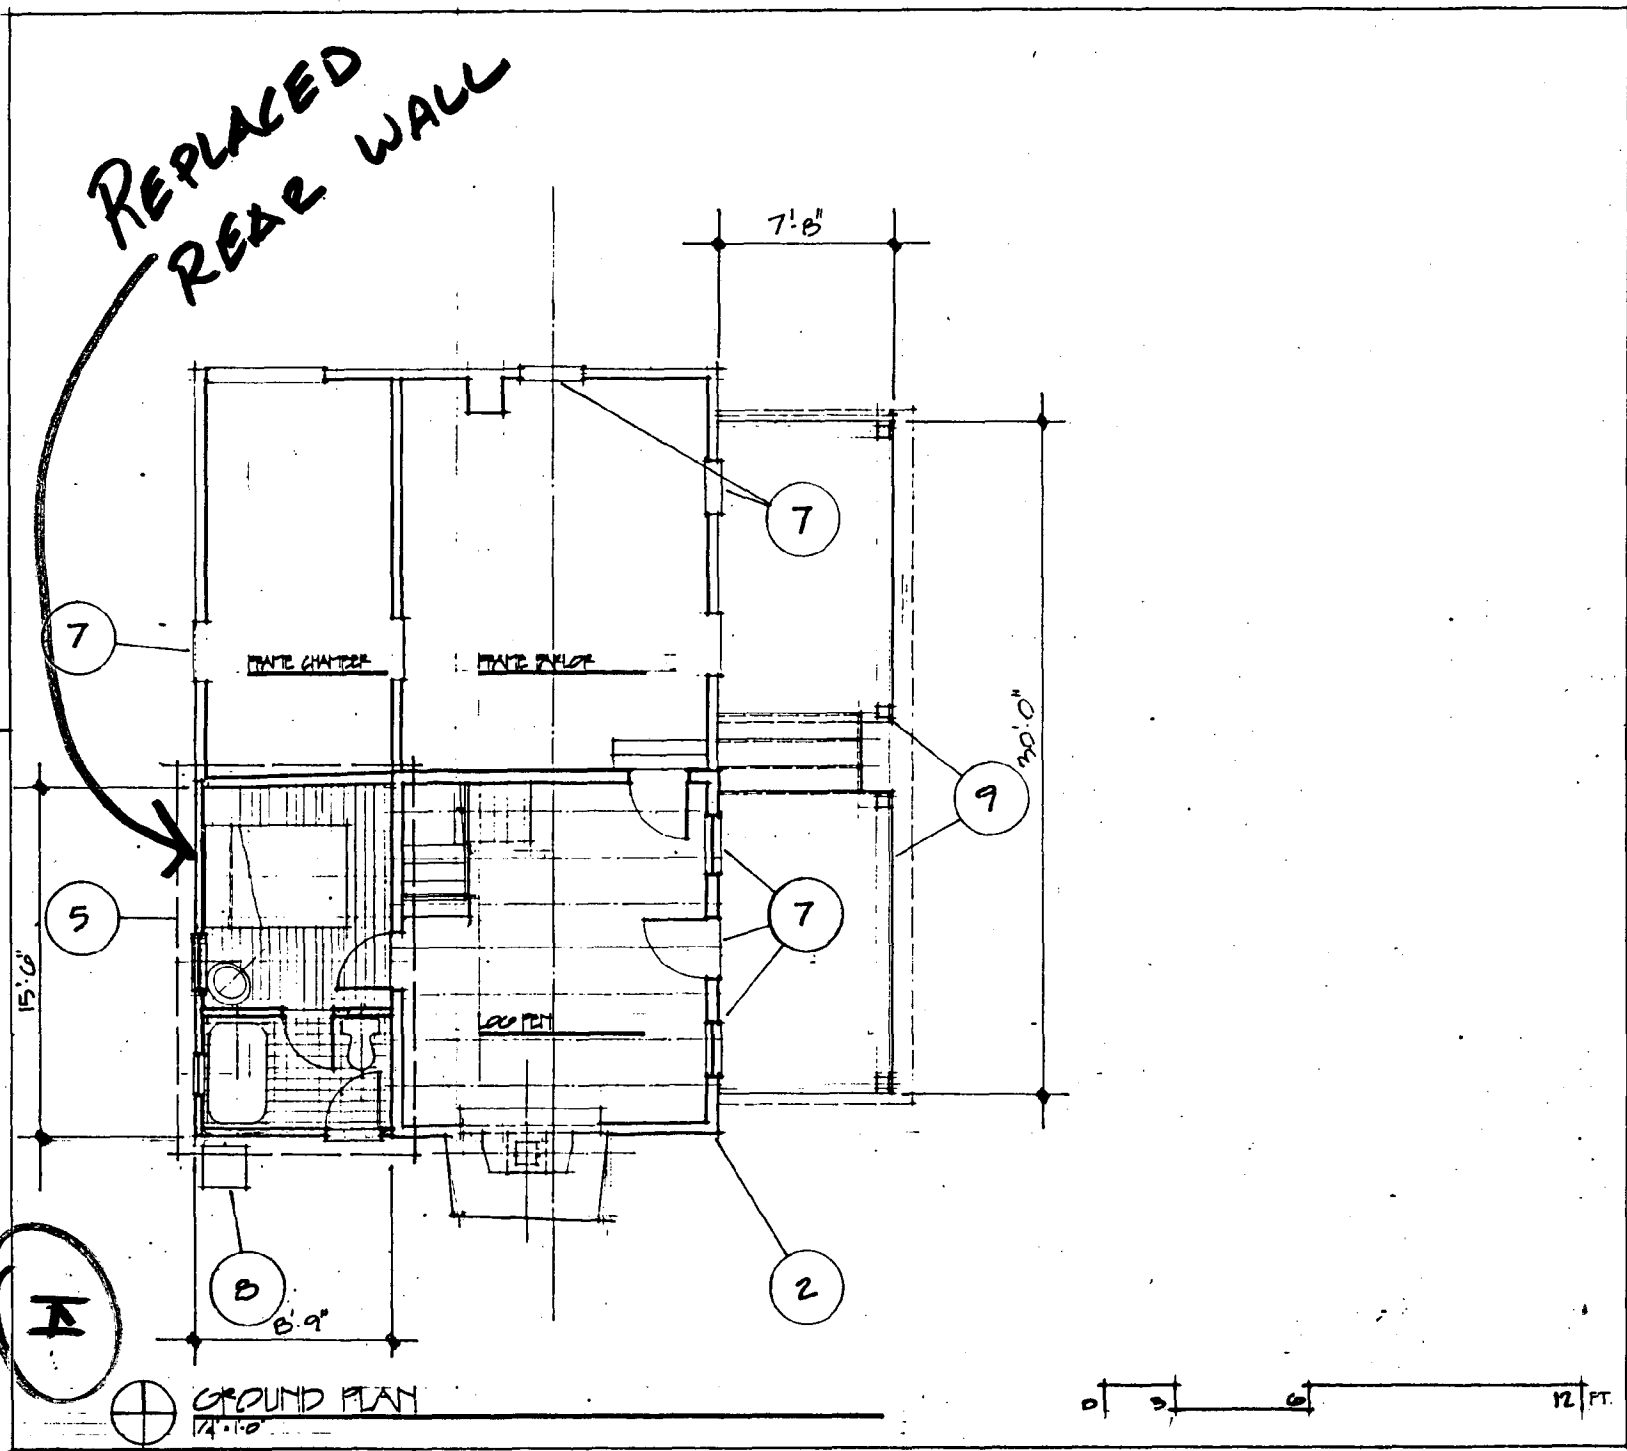 REPLACED
REAR WALL
7'-8"
7
7
FRAME CHAMBER
FRAME PARLOR
30'-0"
9
5
7
15'-6"
LOG PEN
8
2
8'-9"
GROUND PLAN
1/4"=1'-0"
0 3 6 12 FT.